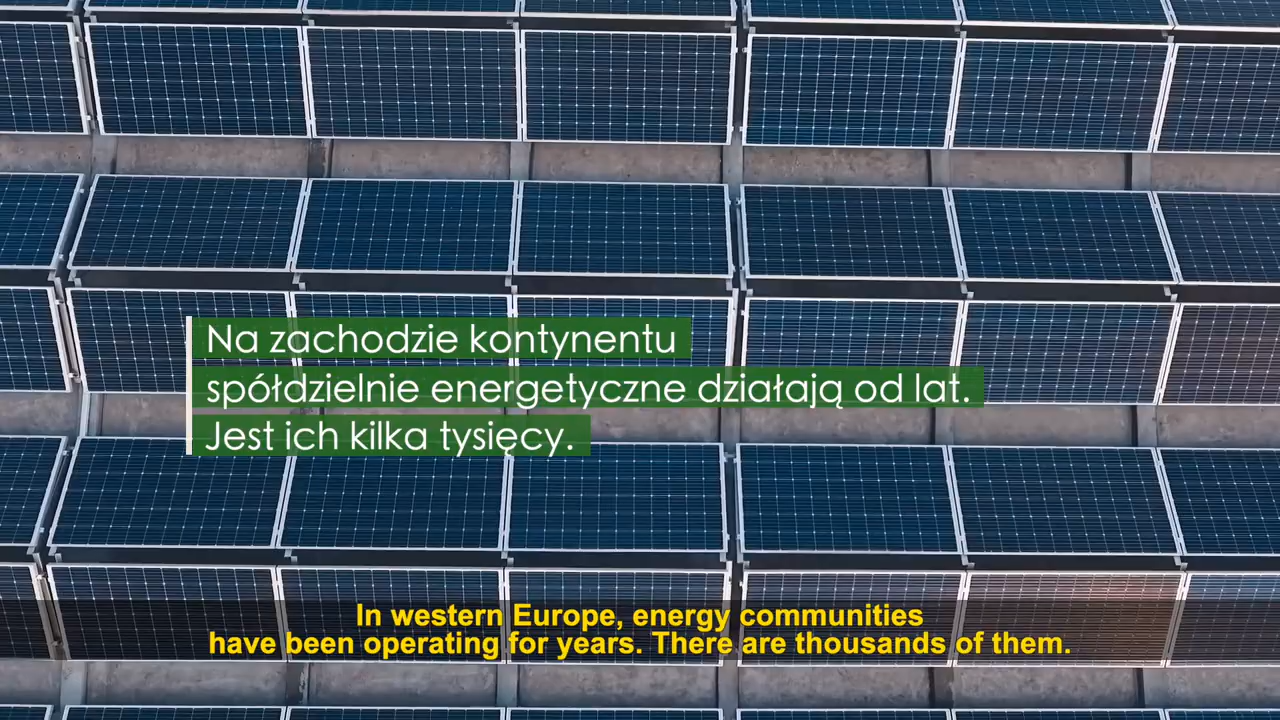 Na zachodzie kontynentu
spółdzielnie energetyczne działają od lat.
Jest ich kilka tysięcy.
In western Europe, energy communities
have been operating for years. There are thousands of them.